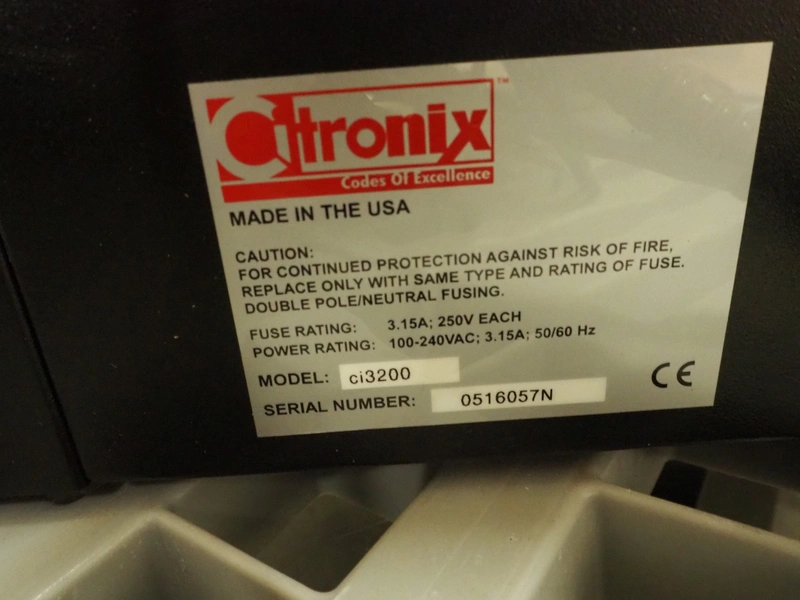 Citronix™
Codes Of Excellence
MADE IN THE USA
CAUTION:
FOR CONTINUED PROTECTION AGAINST RISK OF FIRE,
REPLACE ONLY WITH SAME TYPE AND RATING OF FUSE.
DOUBLE POLE/NEUTRAL FUSING.
FUSE RATING: 3.15A; 250V EACH
POWER RATING: 100-240VAC; 3.15A; 50/60 Hz
MODEL: ci3200
SERIAL NUMBER: 0516057N
CE